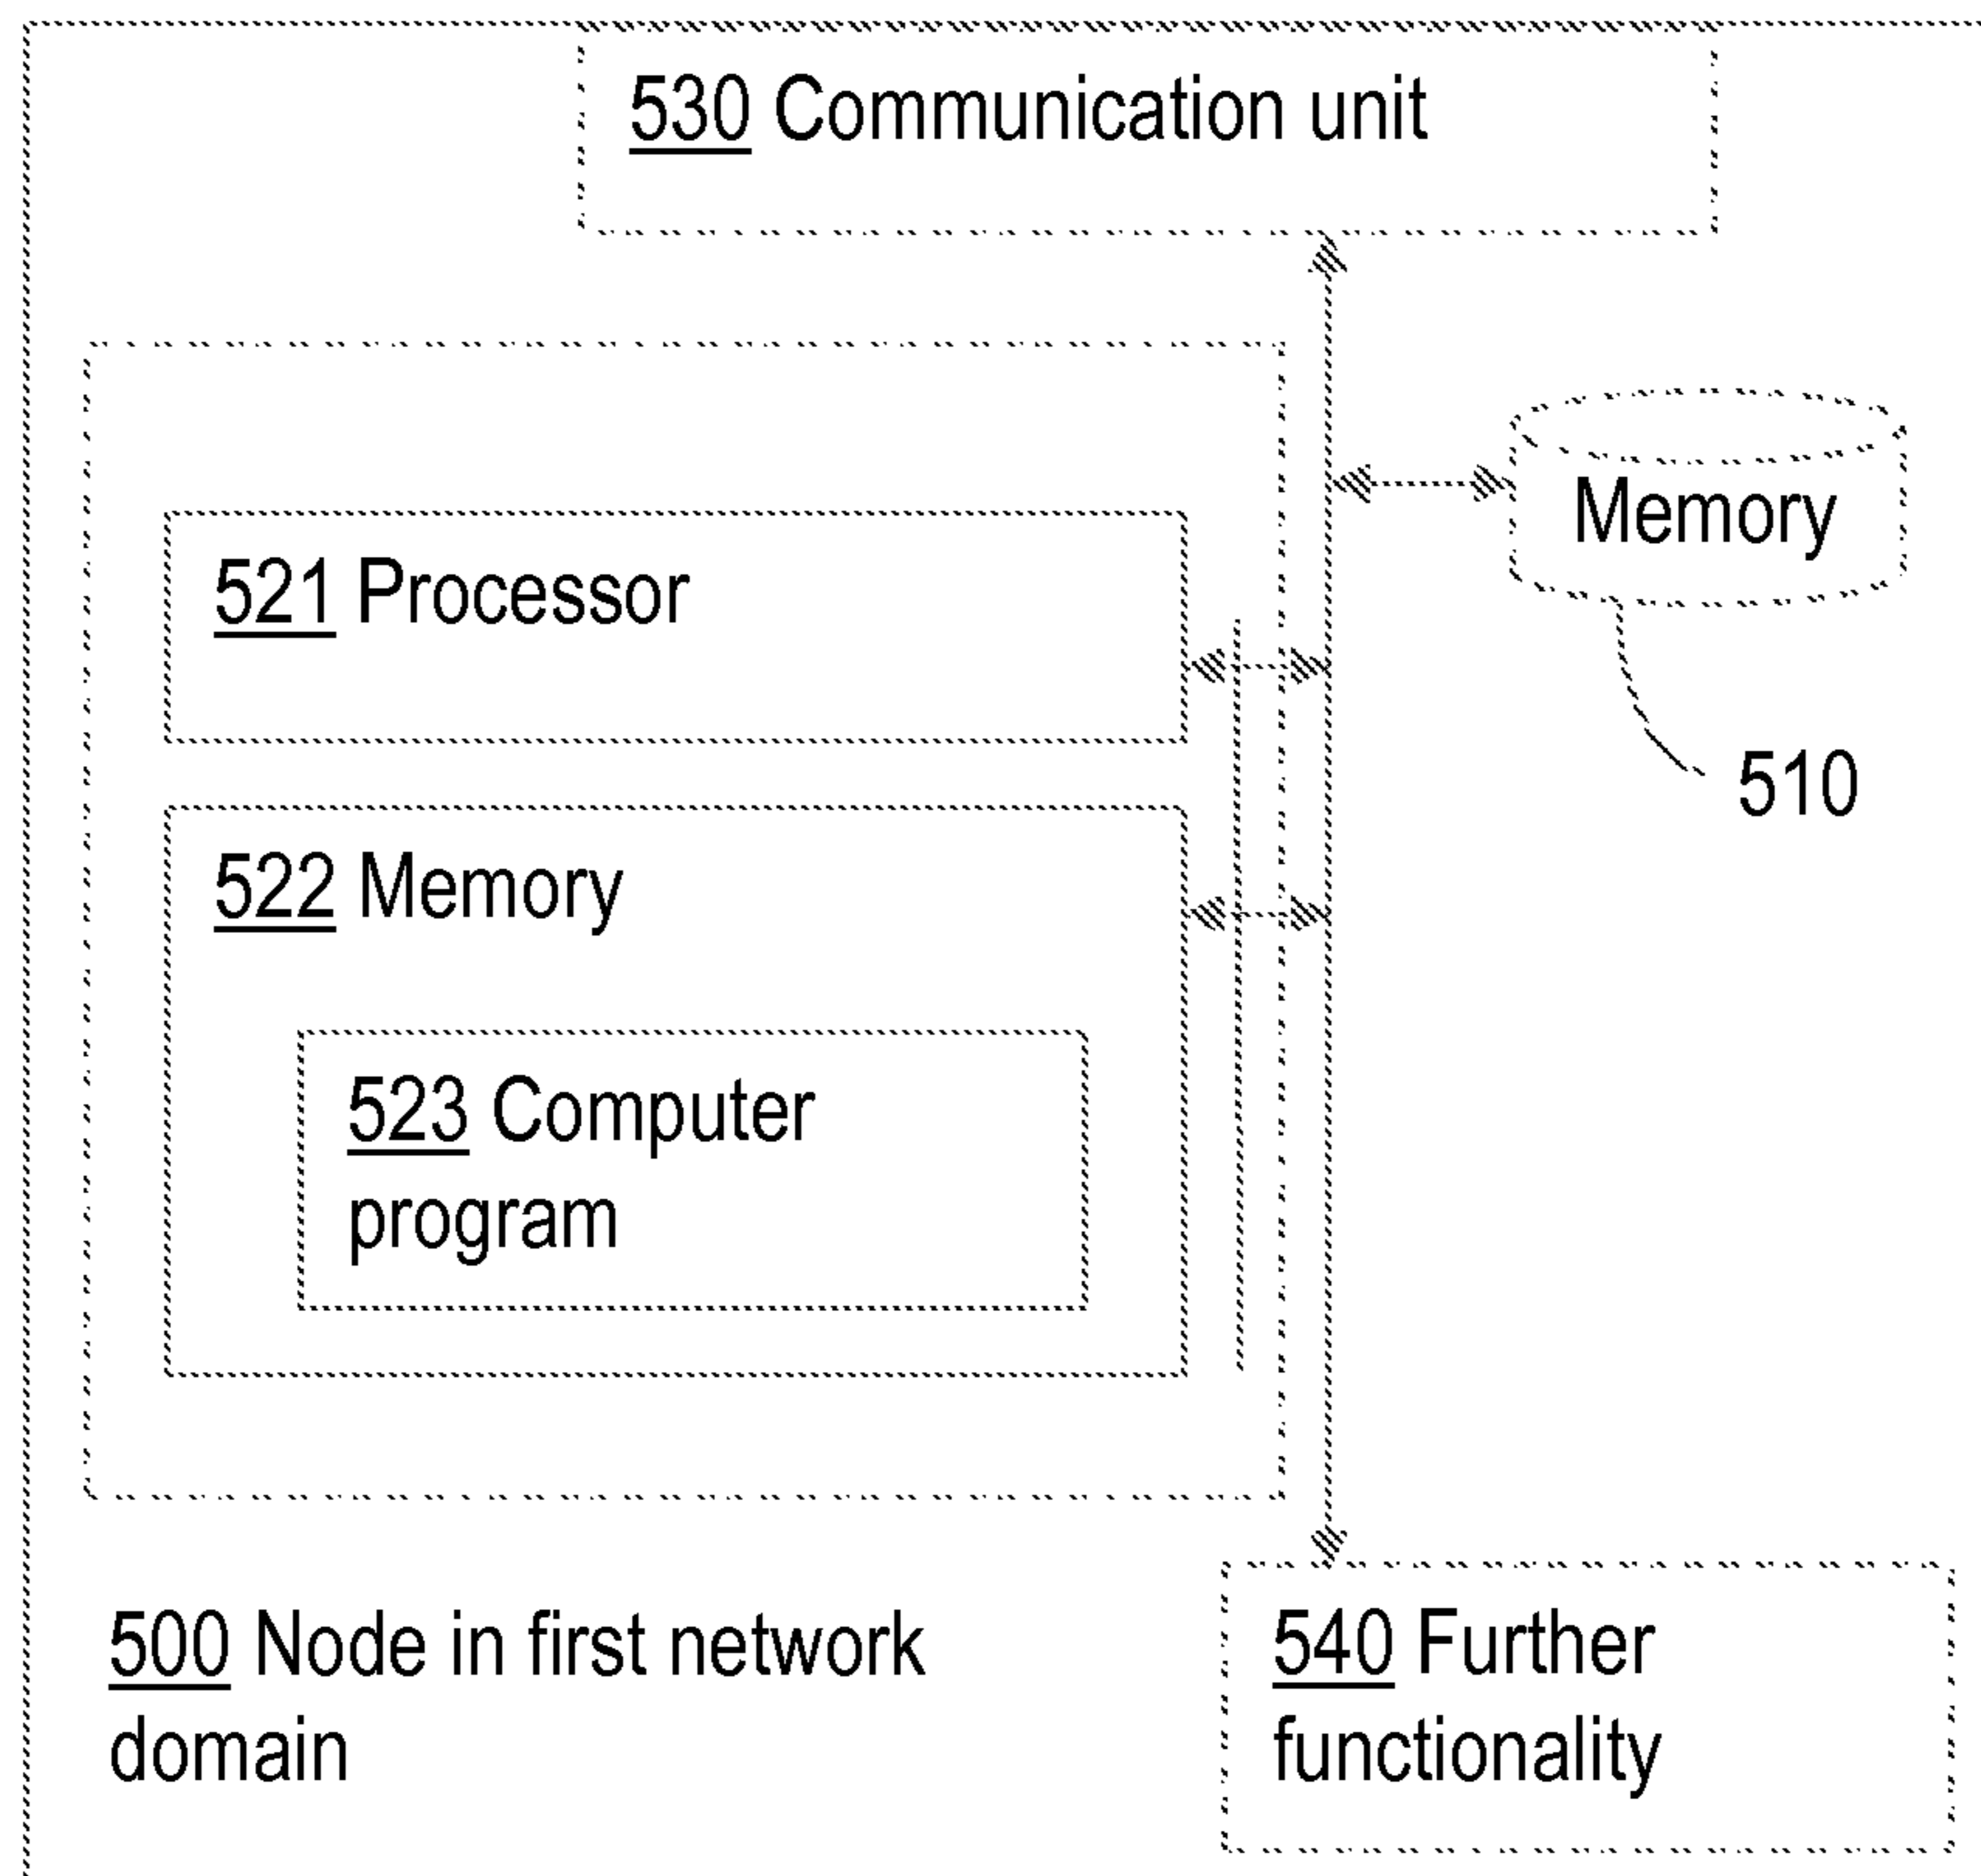 530 Communication unit
Memory
521 Processor
510
522 Memory
523 Computer
program
500 Node in first network
domain
540 Further
functionality